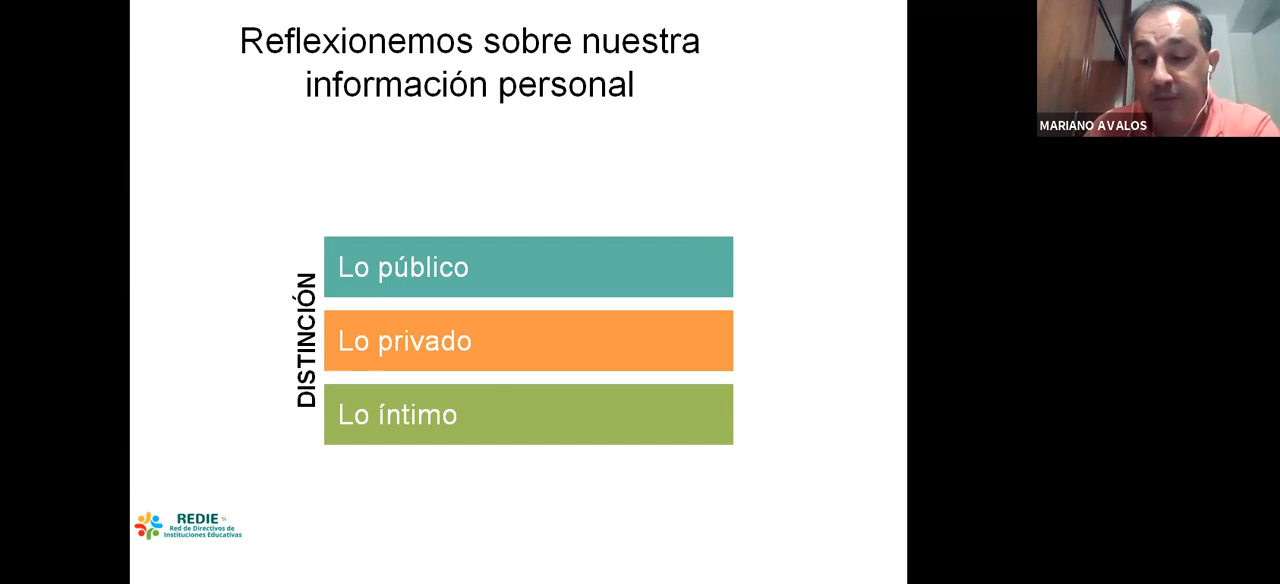 Reflexionemos sobre nuestra
información personal
MARIANO AVALOS
DISTINCIÓN
Lo público
Lo privado
Lo íntimo
REDIE
Red de Directivos de
Instituciones Educativas